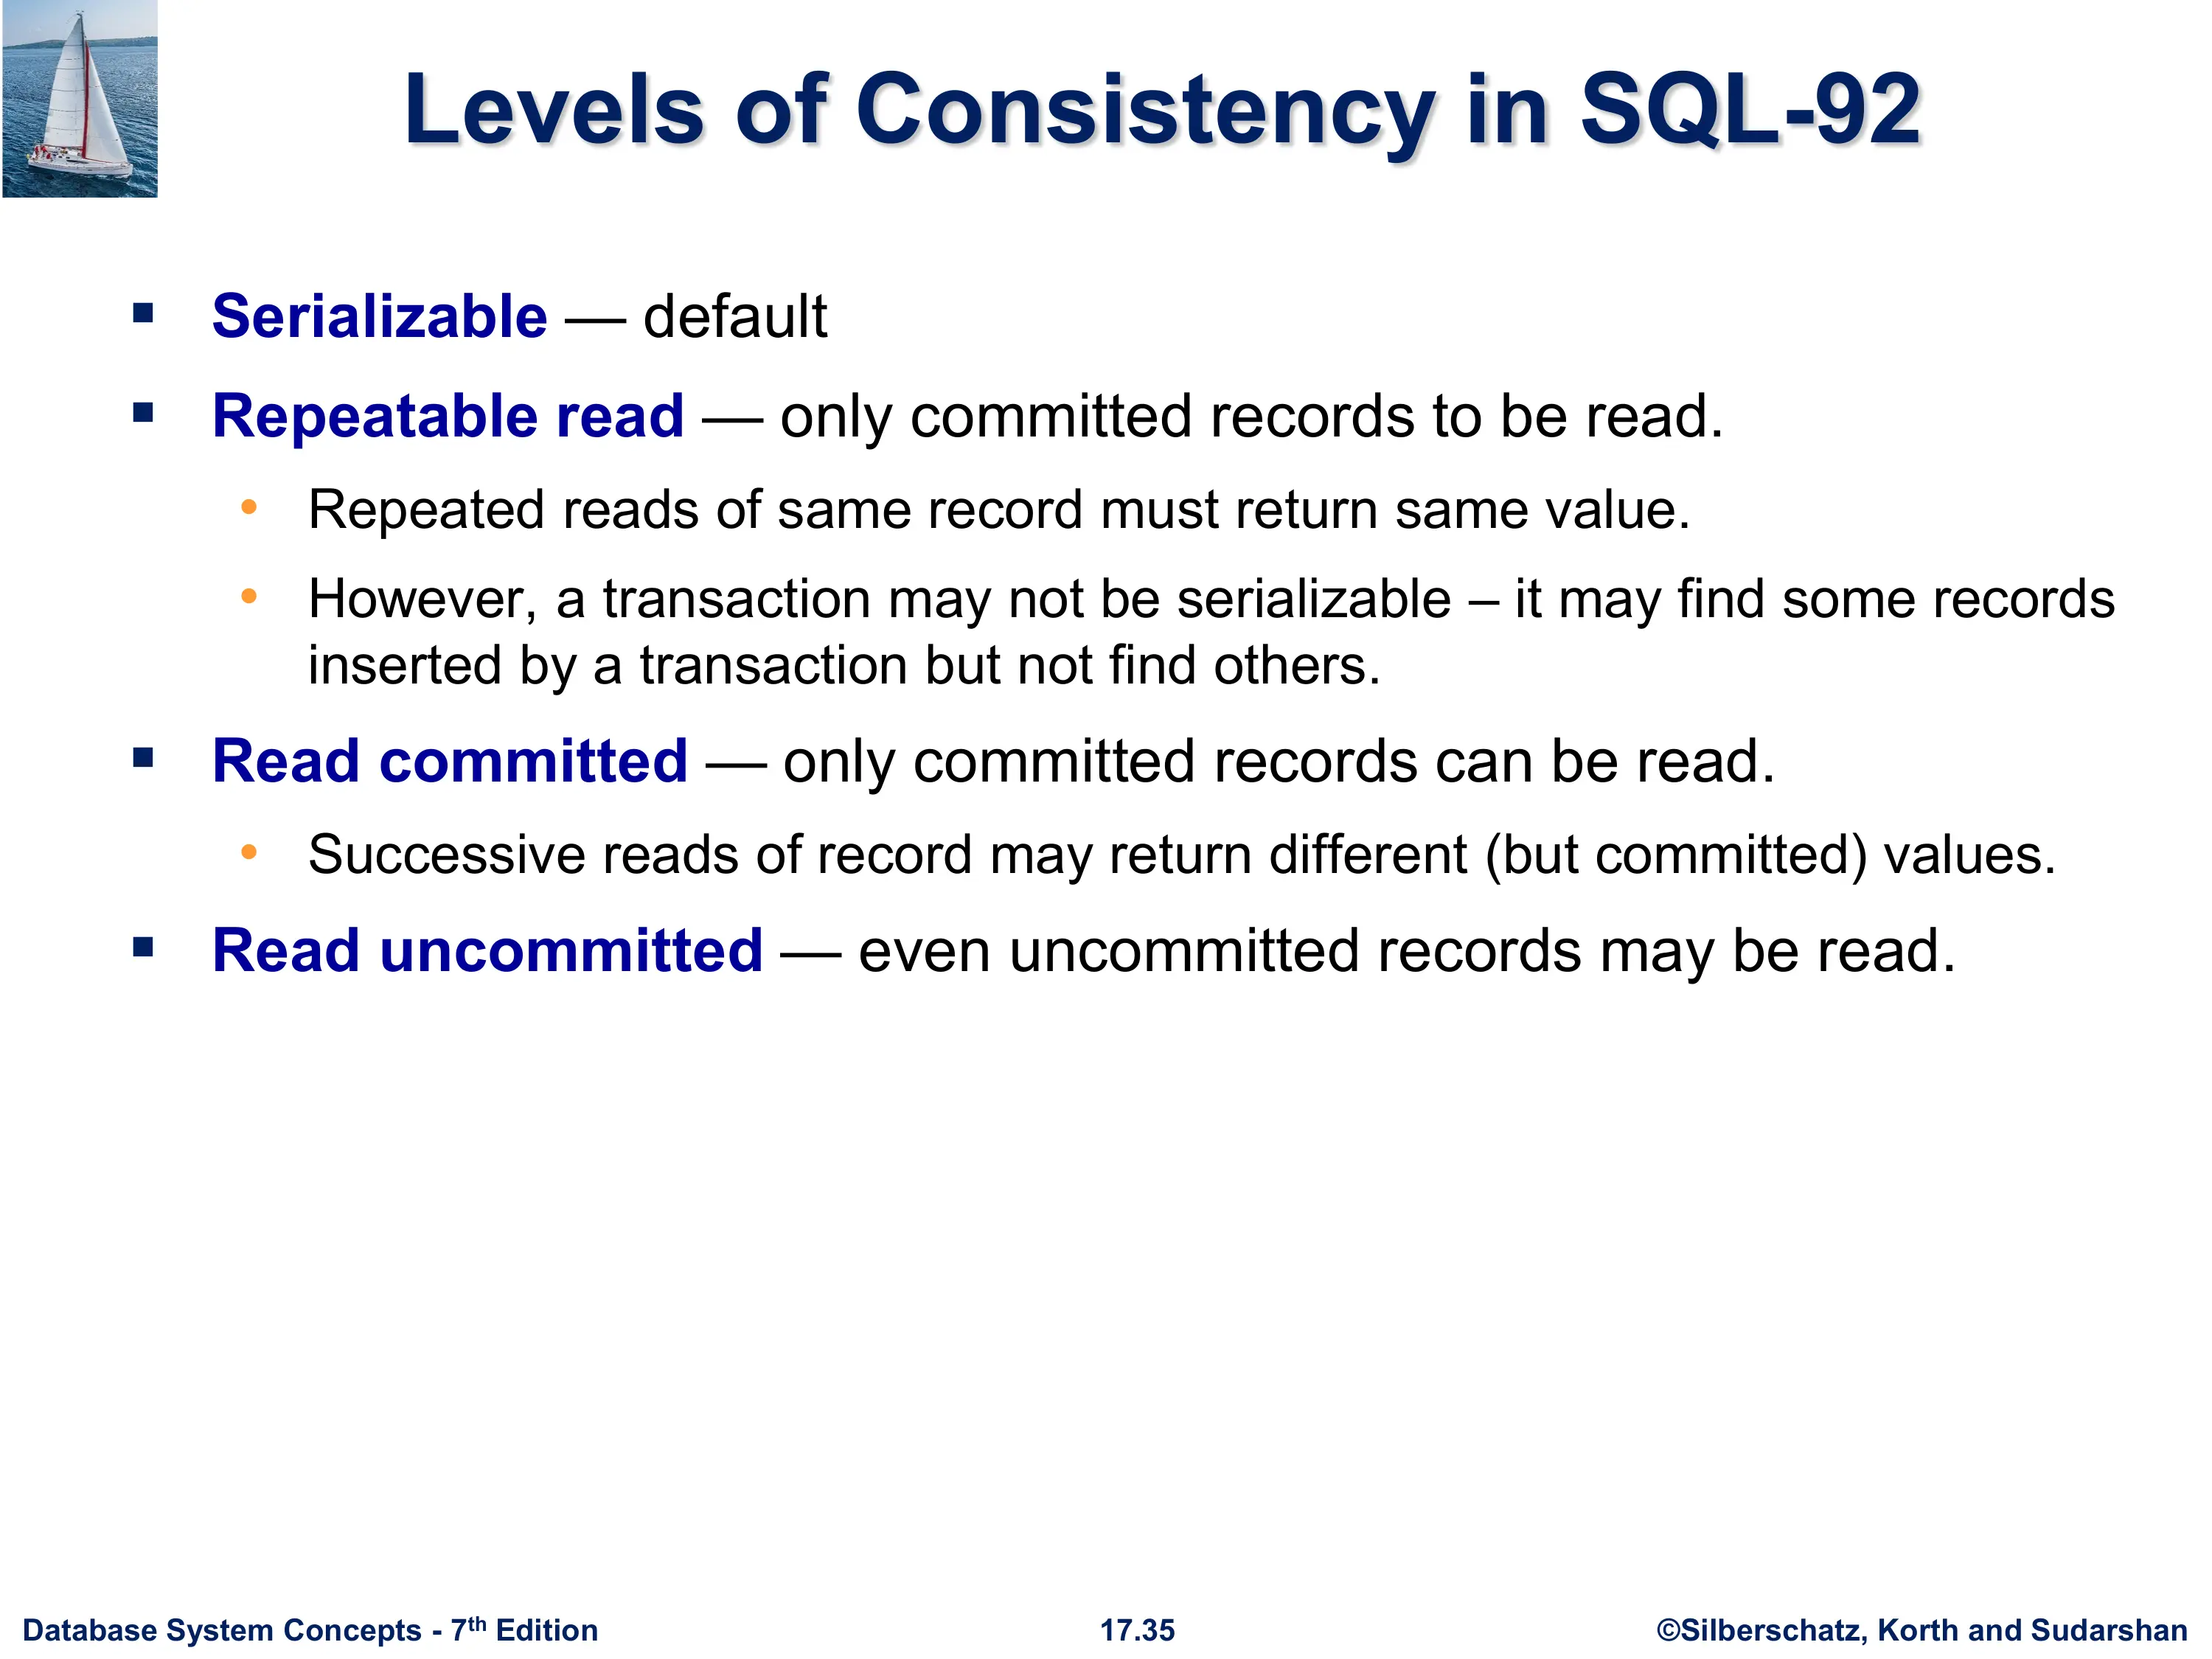 Levels of Consistency in SQL-92
▪ Serializable — default
▪ Repeatable read — only committed records to be read.
• Repeated reads of same record must return same value.
• However, a transaction may not be serializable – it may find some records
inserted by a transaction but not find others.
▪ Read committed — only committed records can be read.
• Successive reads of record may return different (but committed) values.
▪ Read uncommitted — even uncommitted records may be read.
Database System Concepts - 7th Edition
17.35
©Silberschatz, Korth and Sudarshan